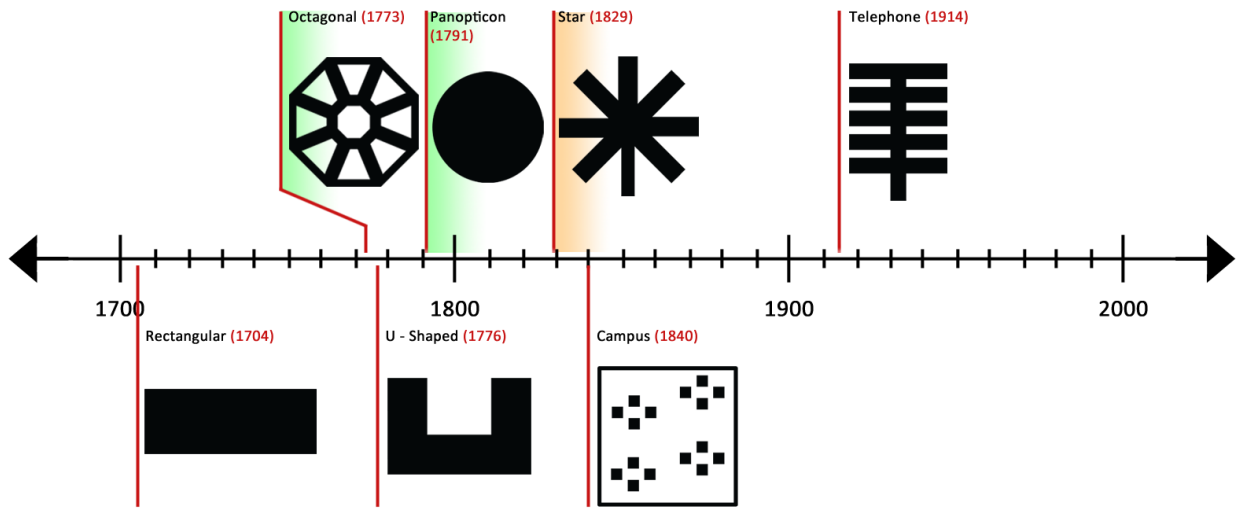 Octagonal (1773)
Panopticon
(1791)
Star (1829)
Telephone (1914)
1700
1800
1900
2000
Rectangular (1704)
U - Shaped (1776)
Campus (1840)